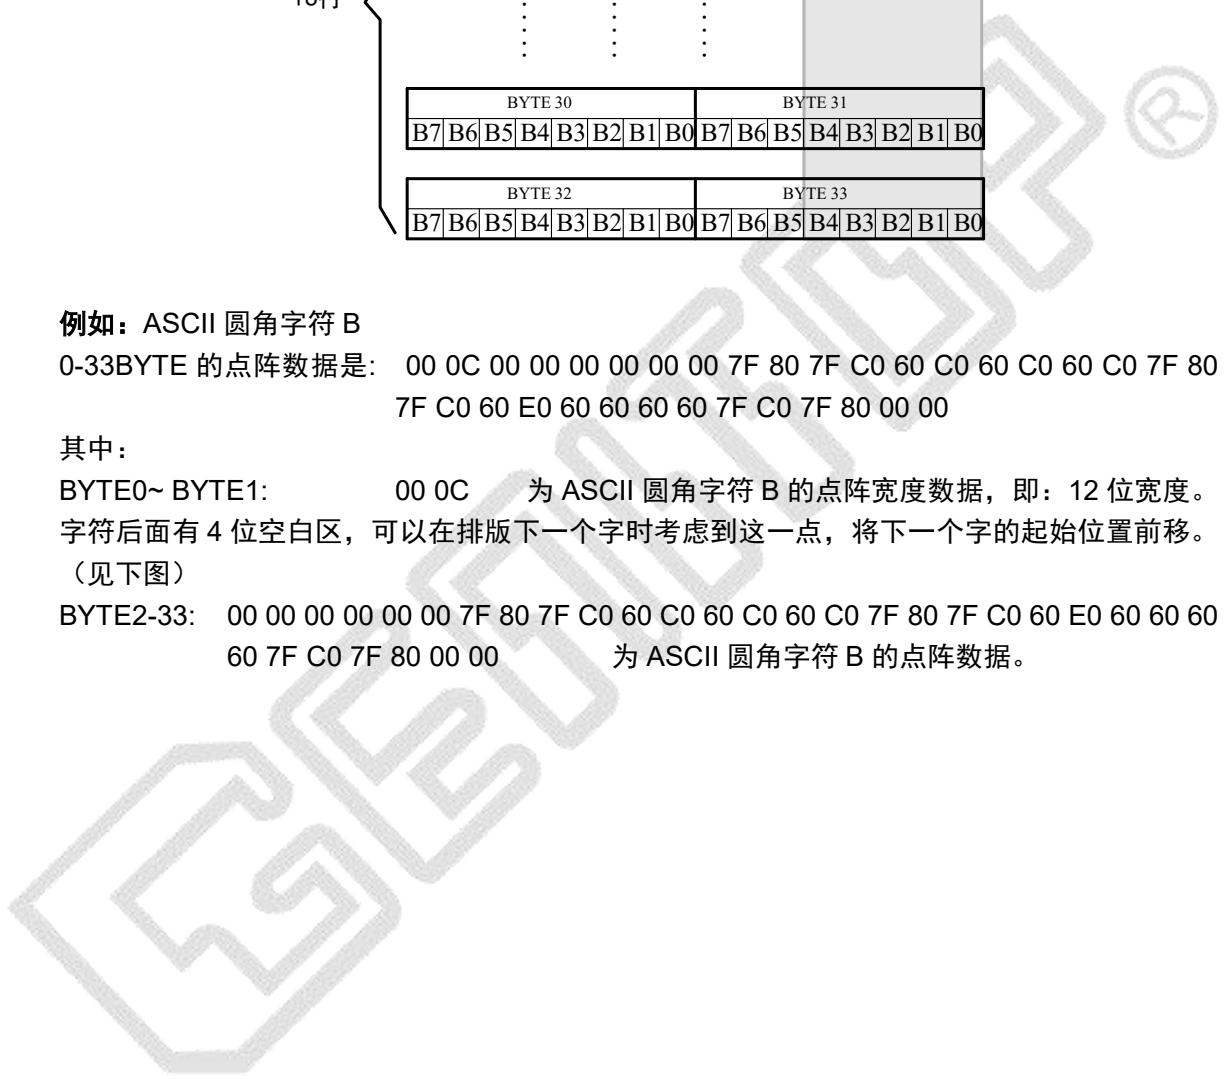 16行
BYTE 30 BYTE 31
B7 B6 B5 B4 B3 B2 B1 B0 B7 B6 B5 B4 B3 B2 B1 B0
BYTE 32 BYTE 33
B7 B6 B5 B4 B3 B2 B1 B0 B7 B6 B5 B4 B3 B2 B1 B0
例如：ASCII 圆角字符 B
0-33BYTE 的点阵数据是: 00 0C 00 00 00 00 00 00 7F 80 7F C0 60 C0 60 C0 60 C0 7F 80
7F C0 60 E0 60 60 60 60 7F C0 7F 80 00 00
其中：
BYTE0~ BYTE1: 00 0C 为 ASCII 圆角字符 B 的点阵宽度数据，即：12 位宽度。
字符后面有 4 位空白区，可以在排版下一个字时考虑到这一点，将下一个字的起始位置前移。
（见下图）
BYTE2-33: 00 00 00 00 00 00 7F 80 7F C0 60 C0 60 C0 60 C0 7F 80 7F C0 60 E0 60 60 60
60 7F C0 7F 80 00 00 为 ASCII 圆角字符 B 的点阵数据。